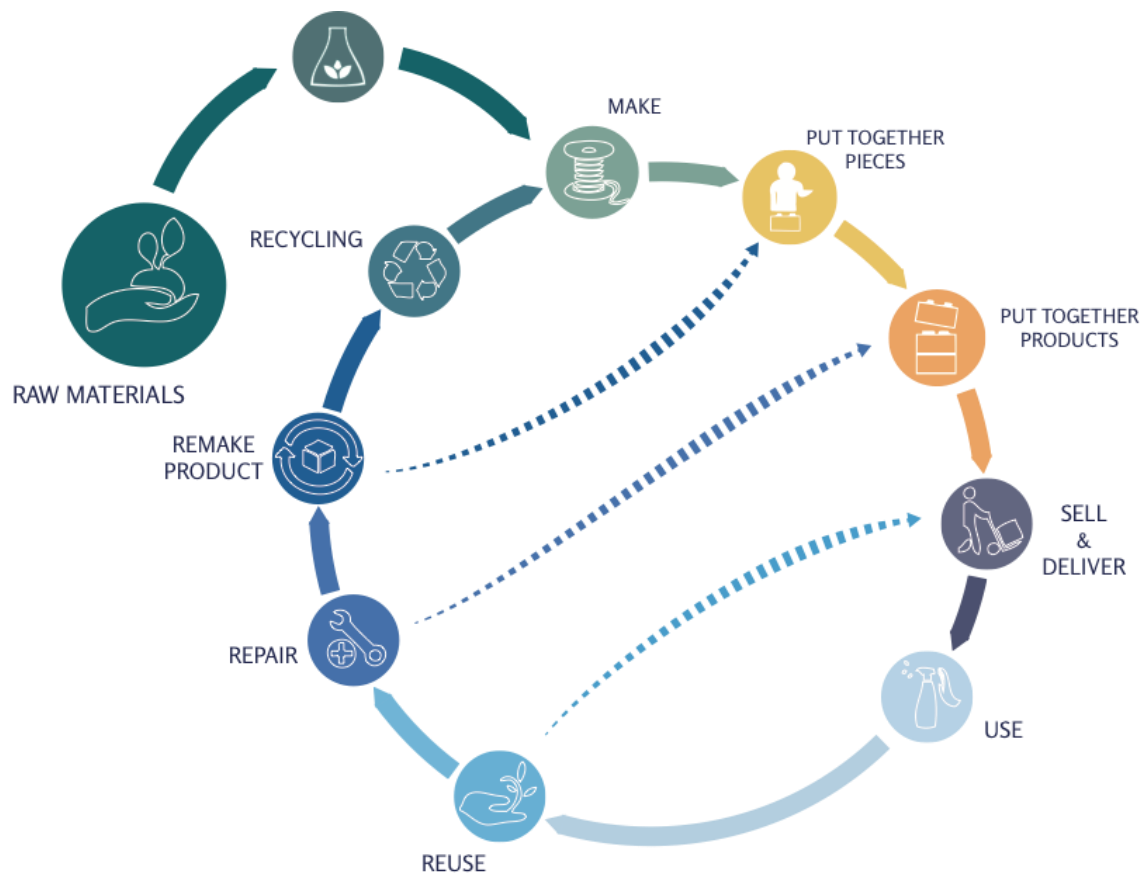 MAKE
PUT TOGETHER
PIECES
RECYCLING
PUT TOGETHER
PRODUCTS
RAW MATERIALS
REMAKE
PRODUCT
SELL
&
DELIVER
REPAIR
USE
REUSE